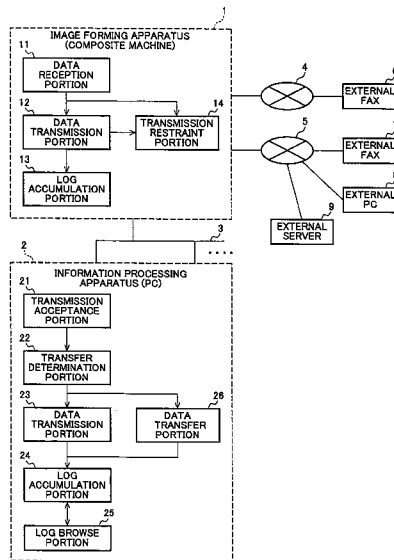 1
IMAGE FORMING APPARATUS
(COMPOSITE MACHINE)
11
DATA
RECEPTION
PORTION
12
DATA
TRANSMISSION
PORTION
14
TRANSMISSION
RESTRAINT
PORTION
13
LOG
ACCUMULATION
PORTION
4
EXTERNAL
FAX
5
EXTERNAL
FAX
EXTERNAL
PC
9
EXTERNAL
SERVER
3
2
INFORMATION PROCESSING
APPARATUS (PC)
21
TRANSMISSION
ACCEPTANCE
PORTION
22
TRANSFER
DETERMINATION
PORTION
23
DATA
TRANSMISSION
PORTION
26
DATA
TRANSFER
PORTION
24
LOG
ACCUMULATION
PORTION
25
LOG BROWSE
PORTION